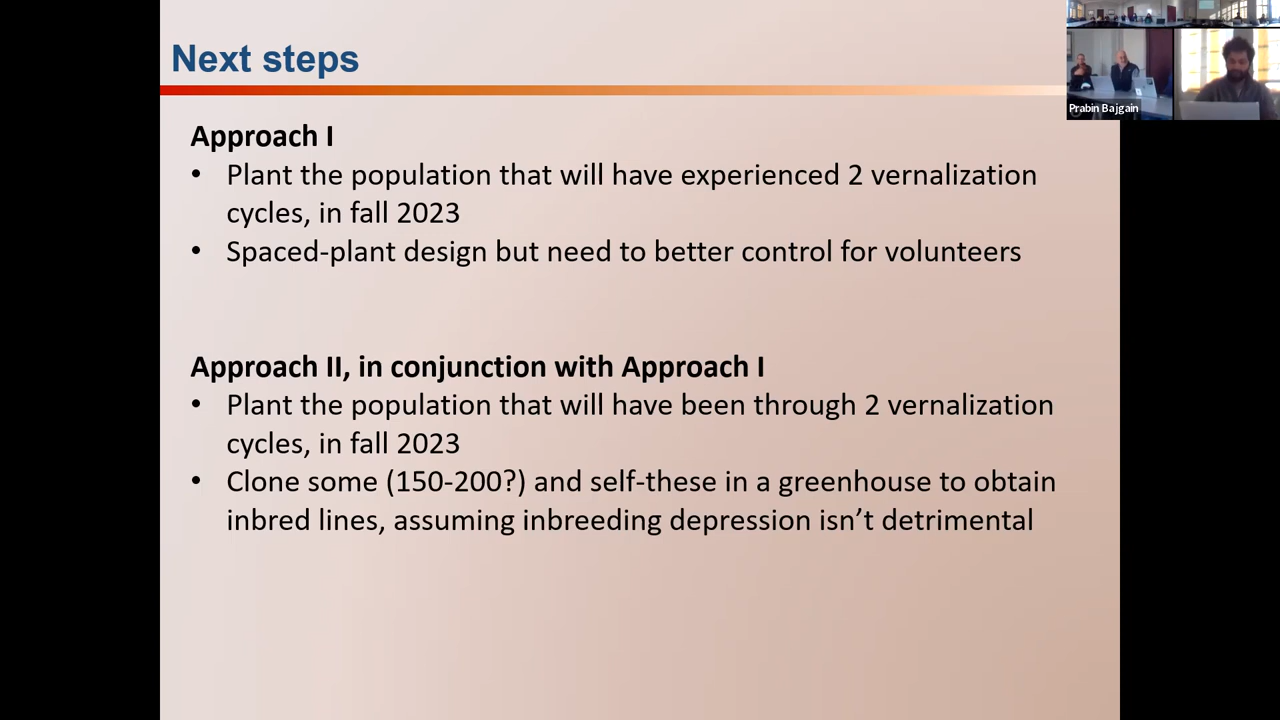 Next steps
Prabin Bajgain
Approach I
• Plant the population that will have experienced 2 vernalization
cycles, in fall 2023
• Spaced-plant design but need to better control for volunteers
Approach II, in conjunction with Approach I
• Plant the population that will have been through 2 vernalization
cycles, in fall 2023
• Clone some (150-200?) and self-these in a greenhouse to obtain
inbred lines, assuming inbreeding depression isn’t detrimental